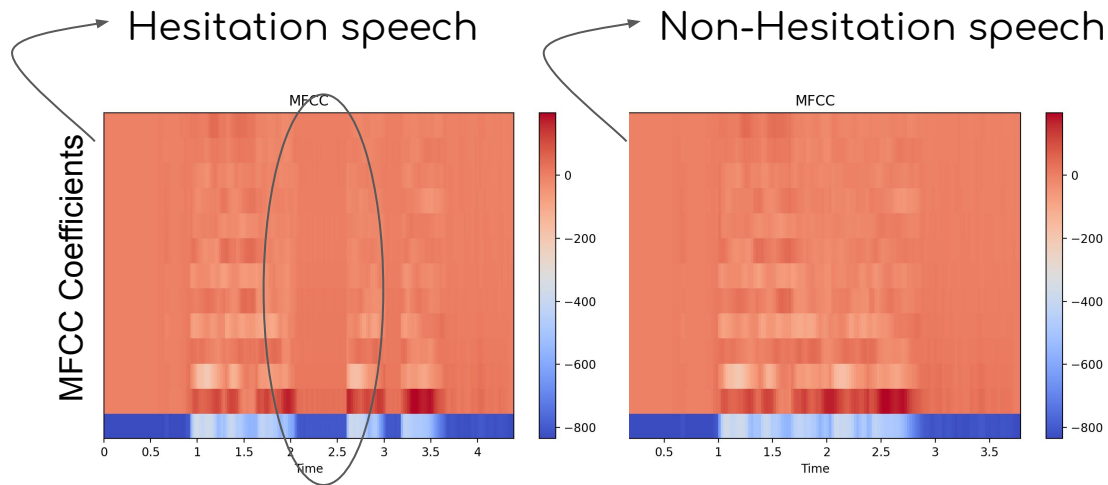 Hesitation speech
Non-Hesitation speech
MFCC Coefficients
MFCC
0
−200
−400
−600
−800
0 0.5 1 1.5 2 2.5 3 3.5 4
Time
MFCC
0
−200
−400
−600
−800
0.5 1 1.5 2 2.5 3 3.5
Time